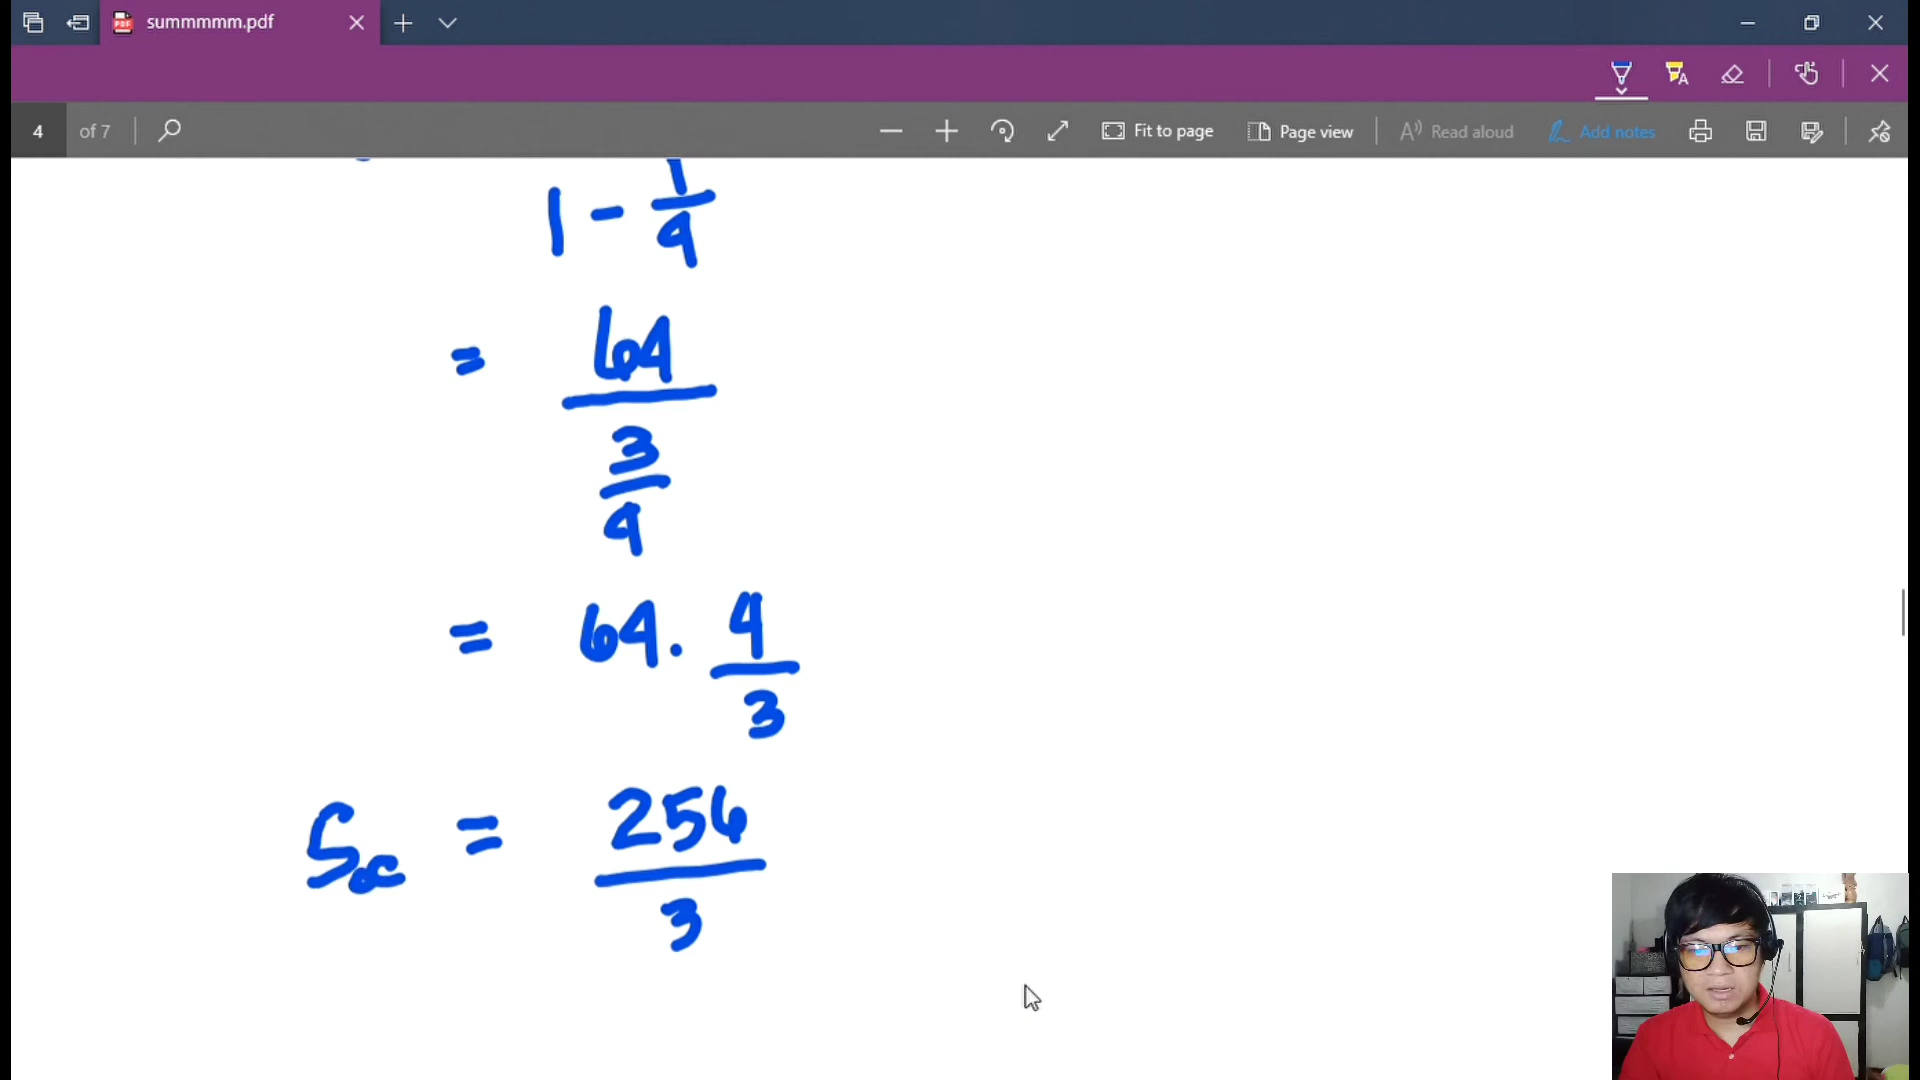 summmmm.pdf
4 of 7 Fit to page Page view Read aloud Add notes
1 - 1/4
= 64/(3/4)
= 64 · 4/3
S∞ = 256/3